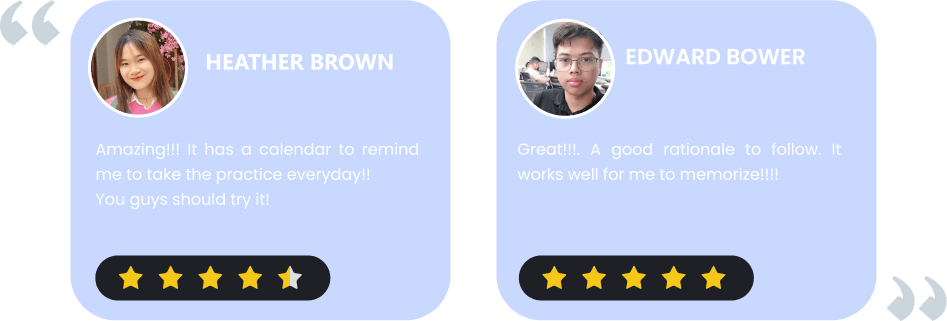 HEATHER BROWN
Amazing!!! It has a calendar to remind
me to take the practice everyday!!
You guys should try it!
EDWARD BOWER
Great!!!. A good rationale to follow. It
works well for me to memorize!!!!